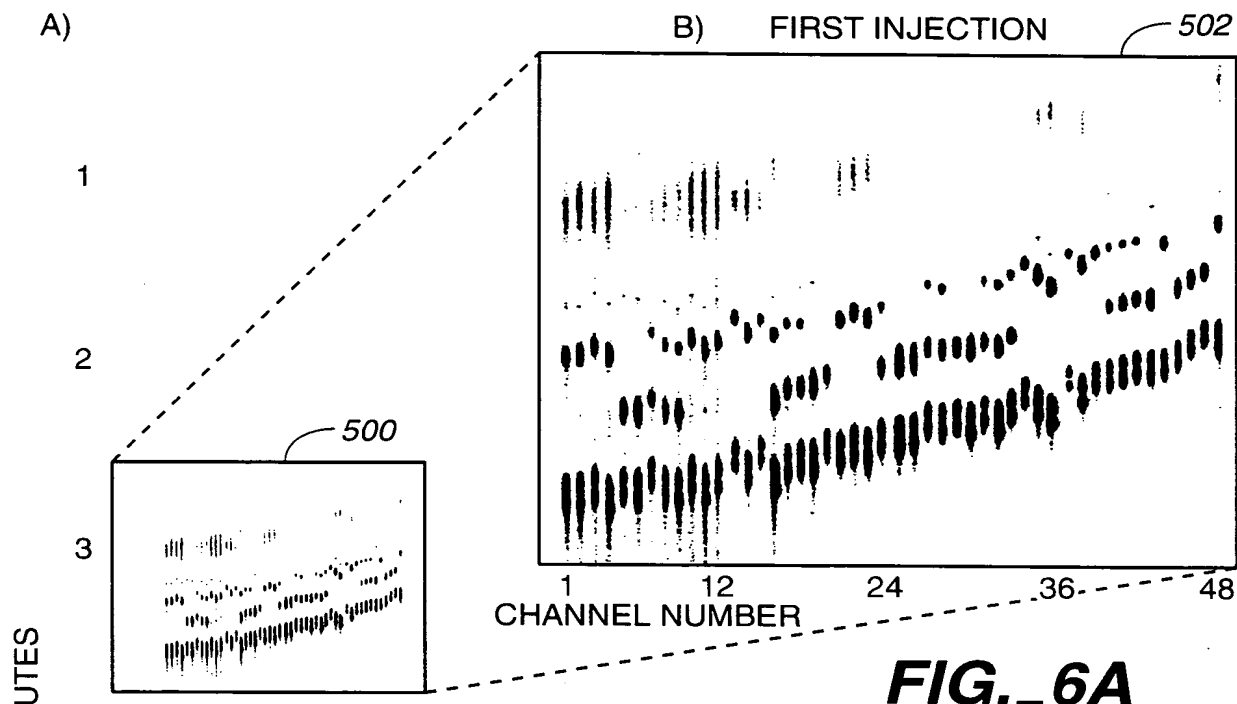 A)
B) FIRST INJECTION
502
1
2
500
3
1 12 24 36 48
CHANNEL NUMBER
UTES
FIG._6A